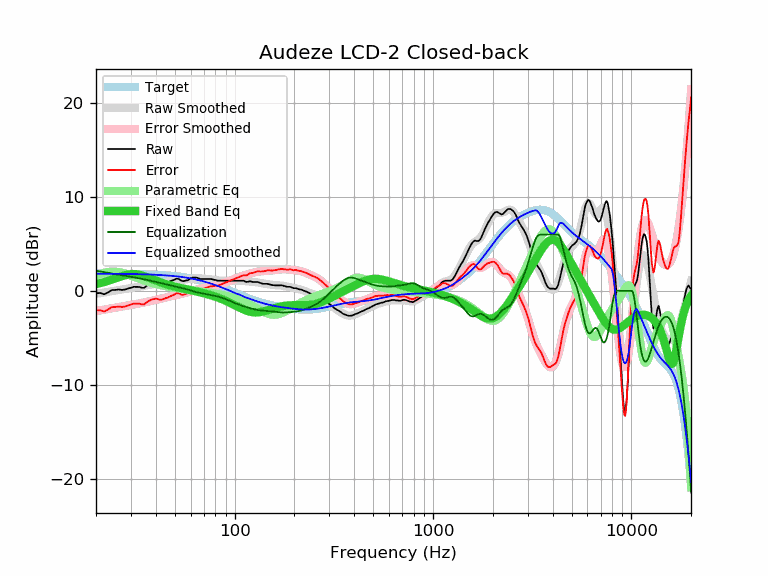 Audeze LCD-2 Closed-back
Target
Raw Smoothed
Error Smoothed
Raw
Error
Parametric Eq
Fixed Band Eq
Equalization
Equalized smoothed
Amplitude (dBr)
20
10
0
−10
−20
100
1000
10000
Frequency (Hz)